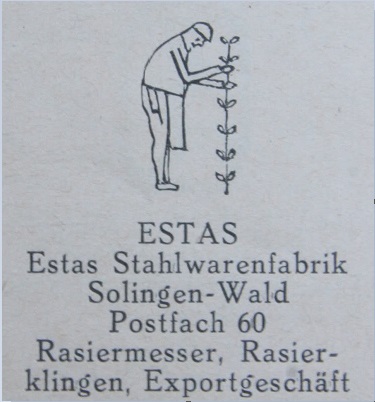 ESTAS
Estas Stahlwarenfabrik
Solingen-Wald
Postfach 60
Rasiermesser, Rasier-
klingen, Exportgeschäft